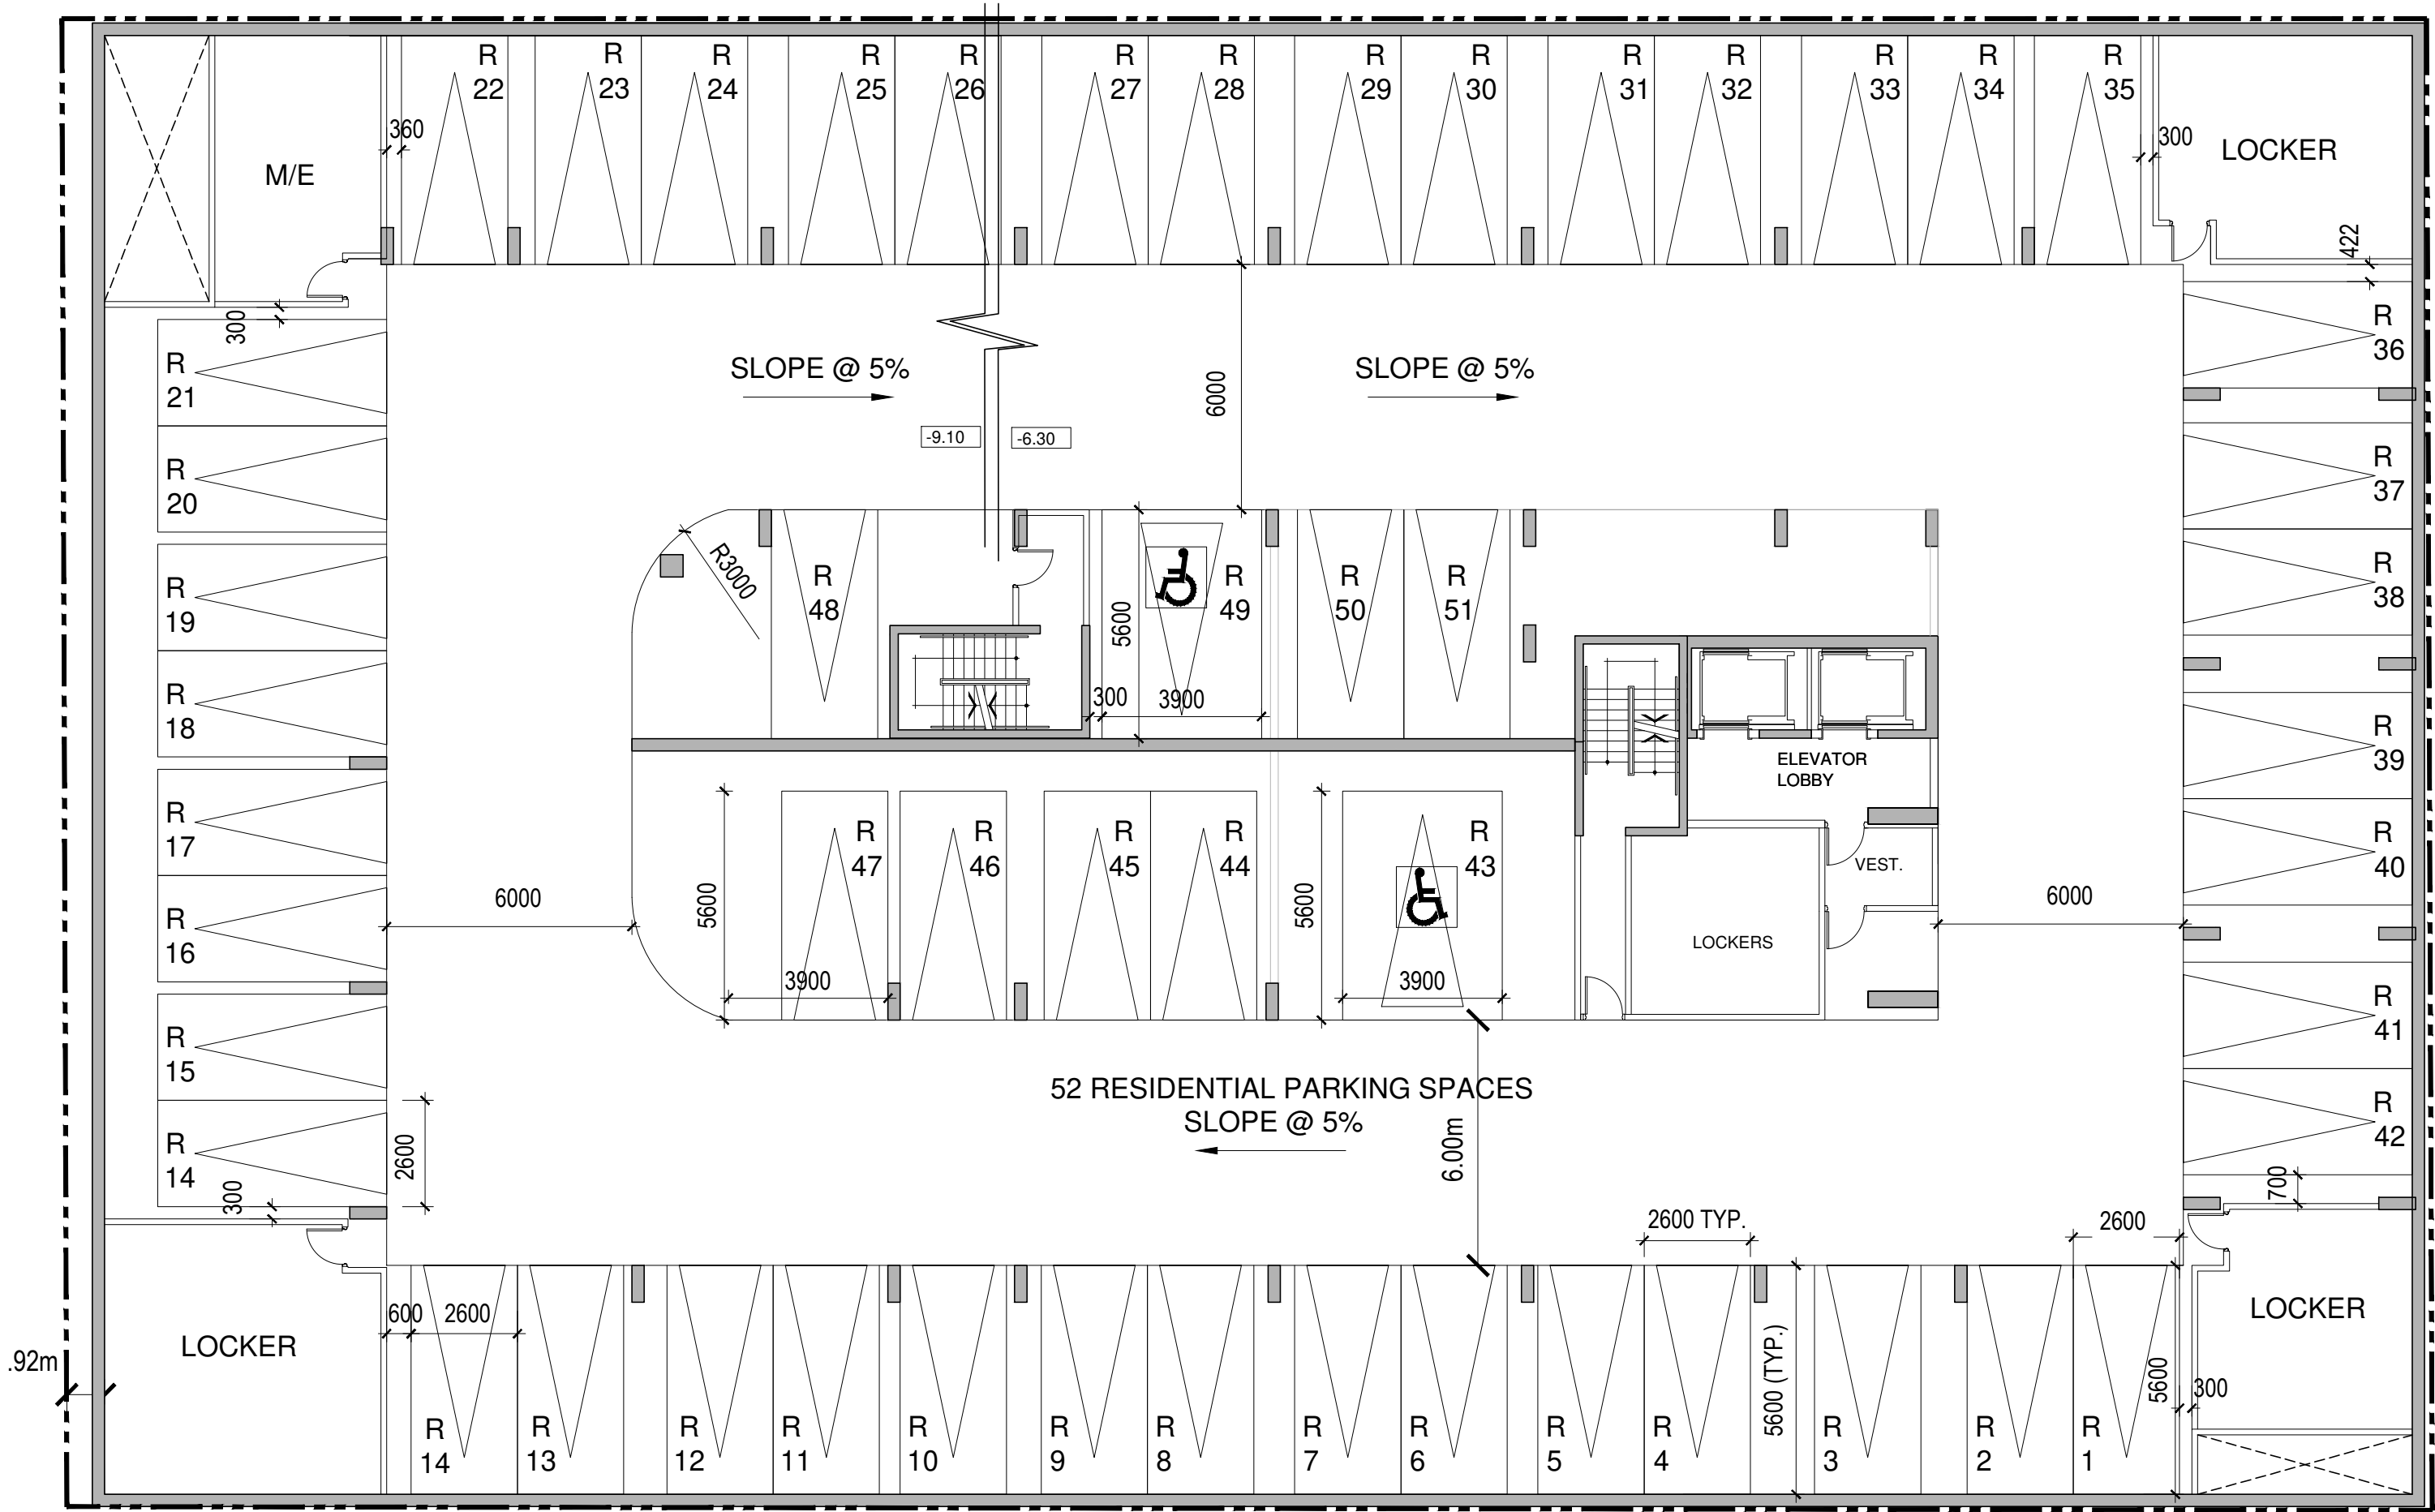 R
22
R
23
R
24
R
25
R
26
R
27
R
28
R
29
R
30
R
31
R
32
R
33
R
34
R
35
360
M/E
300
LOCKER
422
300
R
21
R
20
R
19
R
18
R
17
R
16
R
15
R
14
2600
300
SLOPE @ 5%
SLOPE @ 5%
6000
-9.10
-6.30
R3000
R
48
5600
R
49
300
3900
R
50
R
51
R
36
R
37
R
38
R
39
R
40
R
41
R
42
700
ELEVATOR
LOBBY
VEST.
LOCKERS
6000
6000
5600
3900
R
47
R
46
R
45
R
44
5600
3900
R
43
52 RESIDENTIAL PARKING SPACES
SLOPE @ 5%
6.00m
2600 TYP.
2600
LOCKER
.92m
600
2600
R
14
R
13
R
12
R
11
R
10
R
9
R
8
R
7
R
6
R
5
R
4
5600 (TYP.)
R
3
R
2
R
1
5600
300
LOCKER